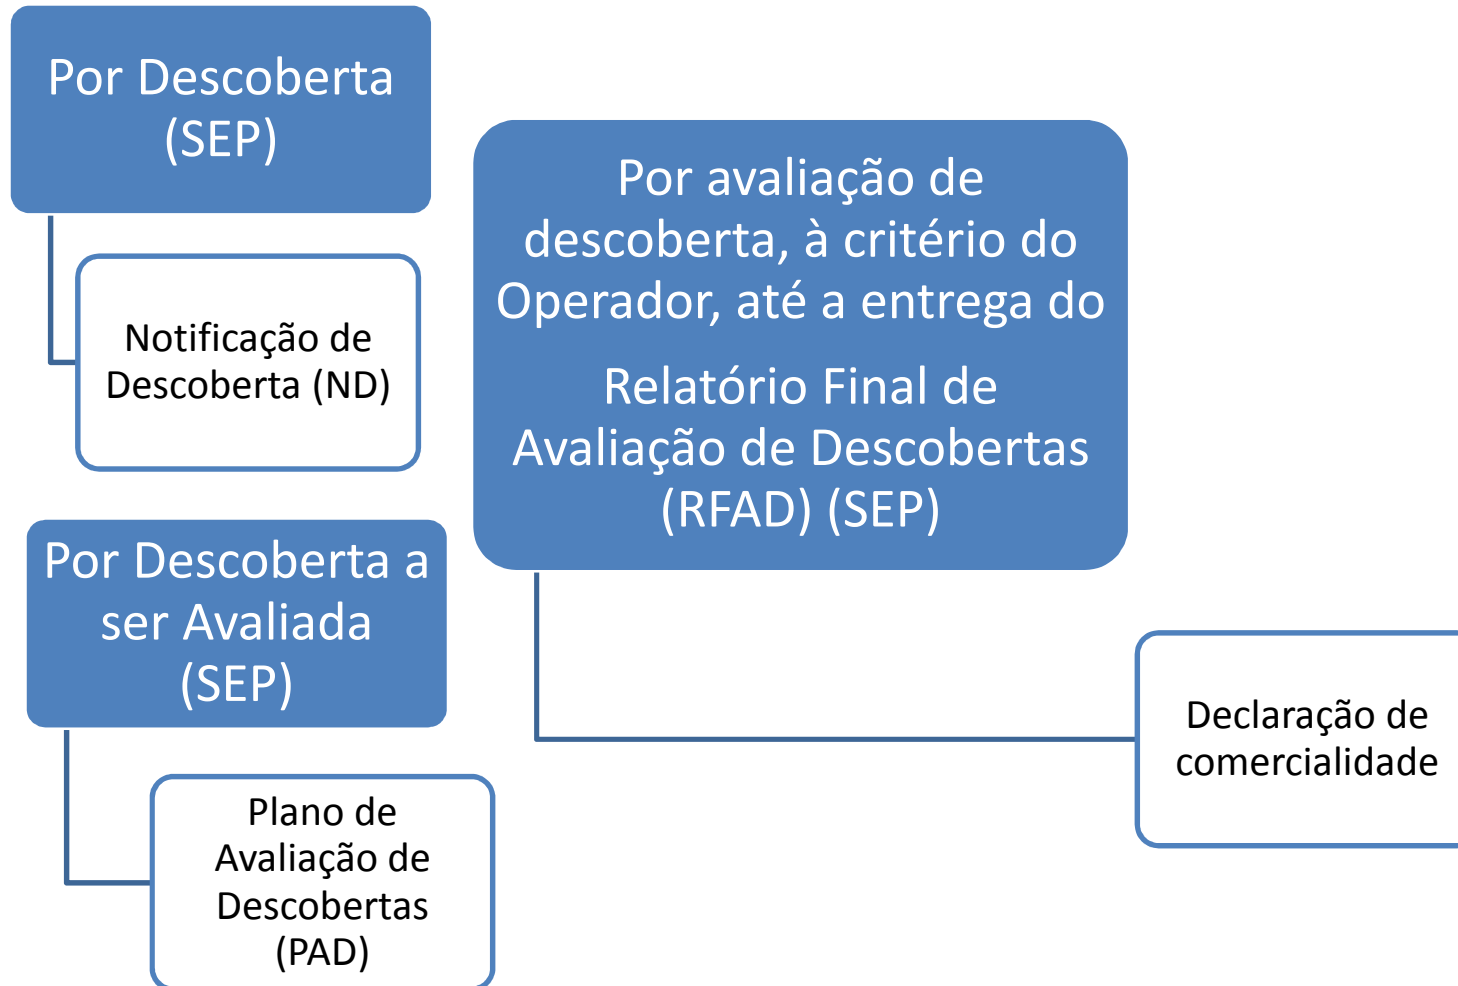 Por Descoberta
(SEP)
Notificação de
Descoberta (ND)
Por Descoberta a
ser Avaliada
(SEP)
Plano de
Avaliação de
Descobertas
(PAD)
Por avaliação de
descoberta, à critério do
Operador, até a entrega do
Relatório Final de
Avaliação de Descobertas
(RFAD) (SEP)
Declaração de
comercialidade